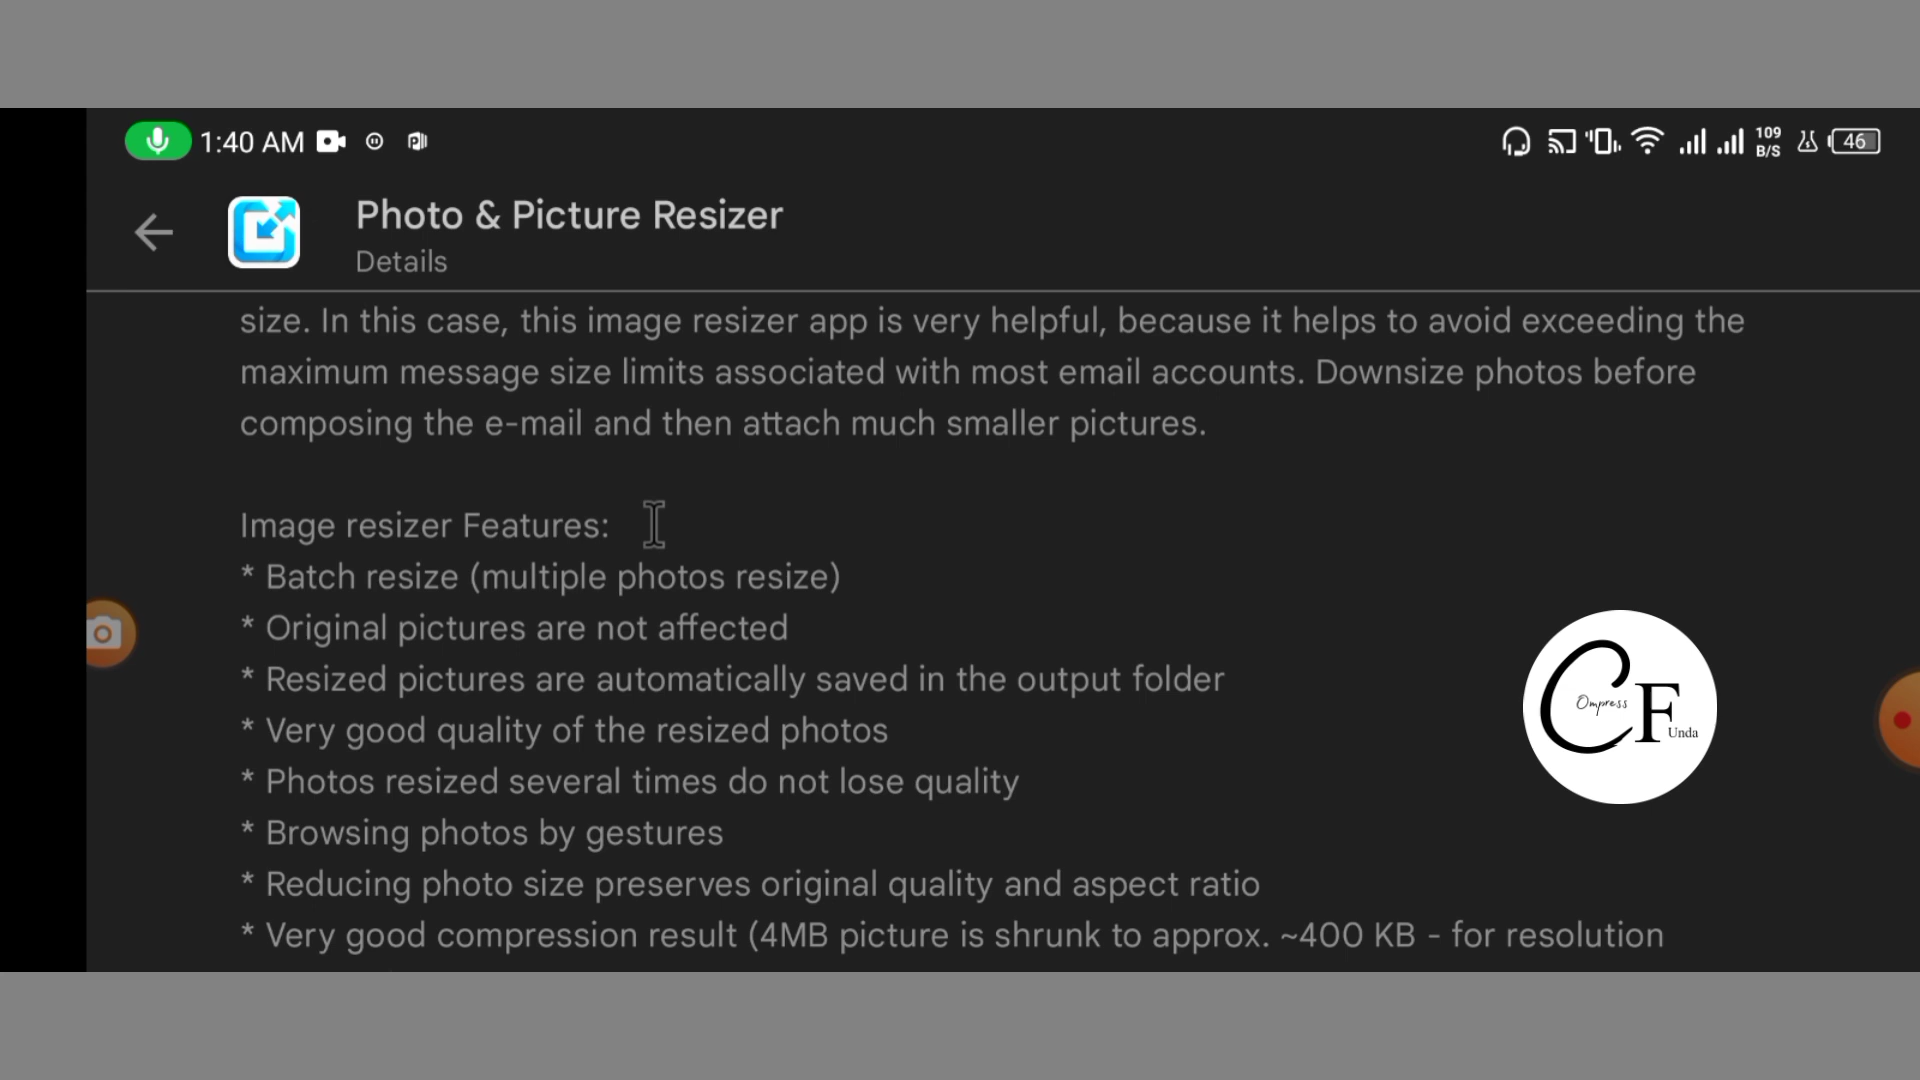 1:40 AM
109
B/S
46
Photo & Picture Resizer
Details
size. In this case, this image resizer app is very helpful, because it helps to avoid exceeding the
maximum message size limits associated with most email accounts. Downsize photos before
composing the e-mail and then attach much smaller pictures.
Image resizer Features:
* Batch resize (multiple photos resize)
* Original pictures are not affected
* Resized pictures are automatically saved in the output folder
* Very good quality of the resized photos
* Photos resized several times do not lose quality
* Browsing photos by gestures
* Reducing photo size preserves original quality and aspect ratio
* Very good compression result (4MB picture is shrunk to approx. ~400 KB - for resolution
Compress
FUnda